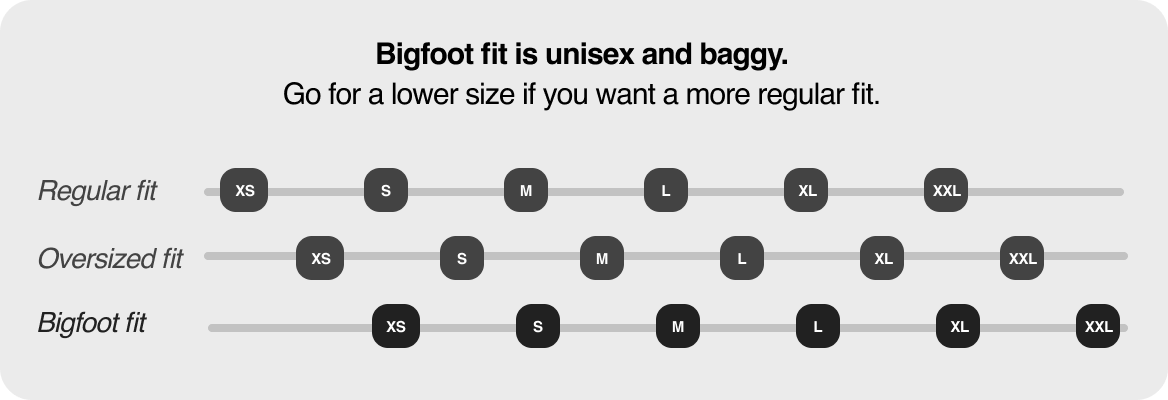 Bigfoot fit is unisex and baggy.
Go for a lower size if you want a more regular fit.
Regular fit XS S M L XL XXL
Oversized fit XS S M L XL XXL
Bigfoot fit XS S M L XL XXL